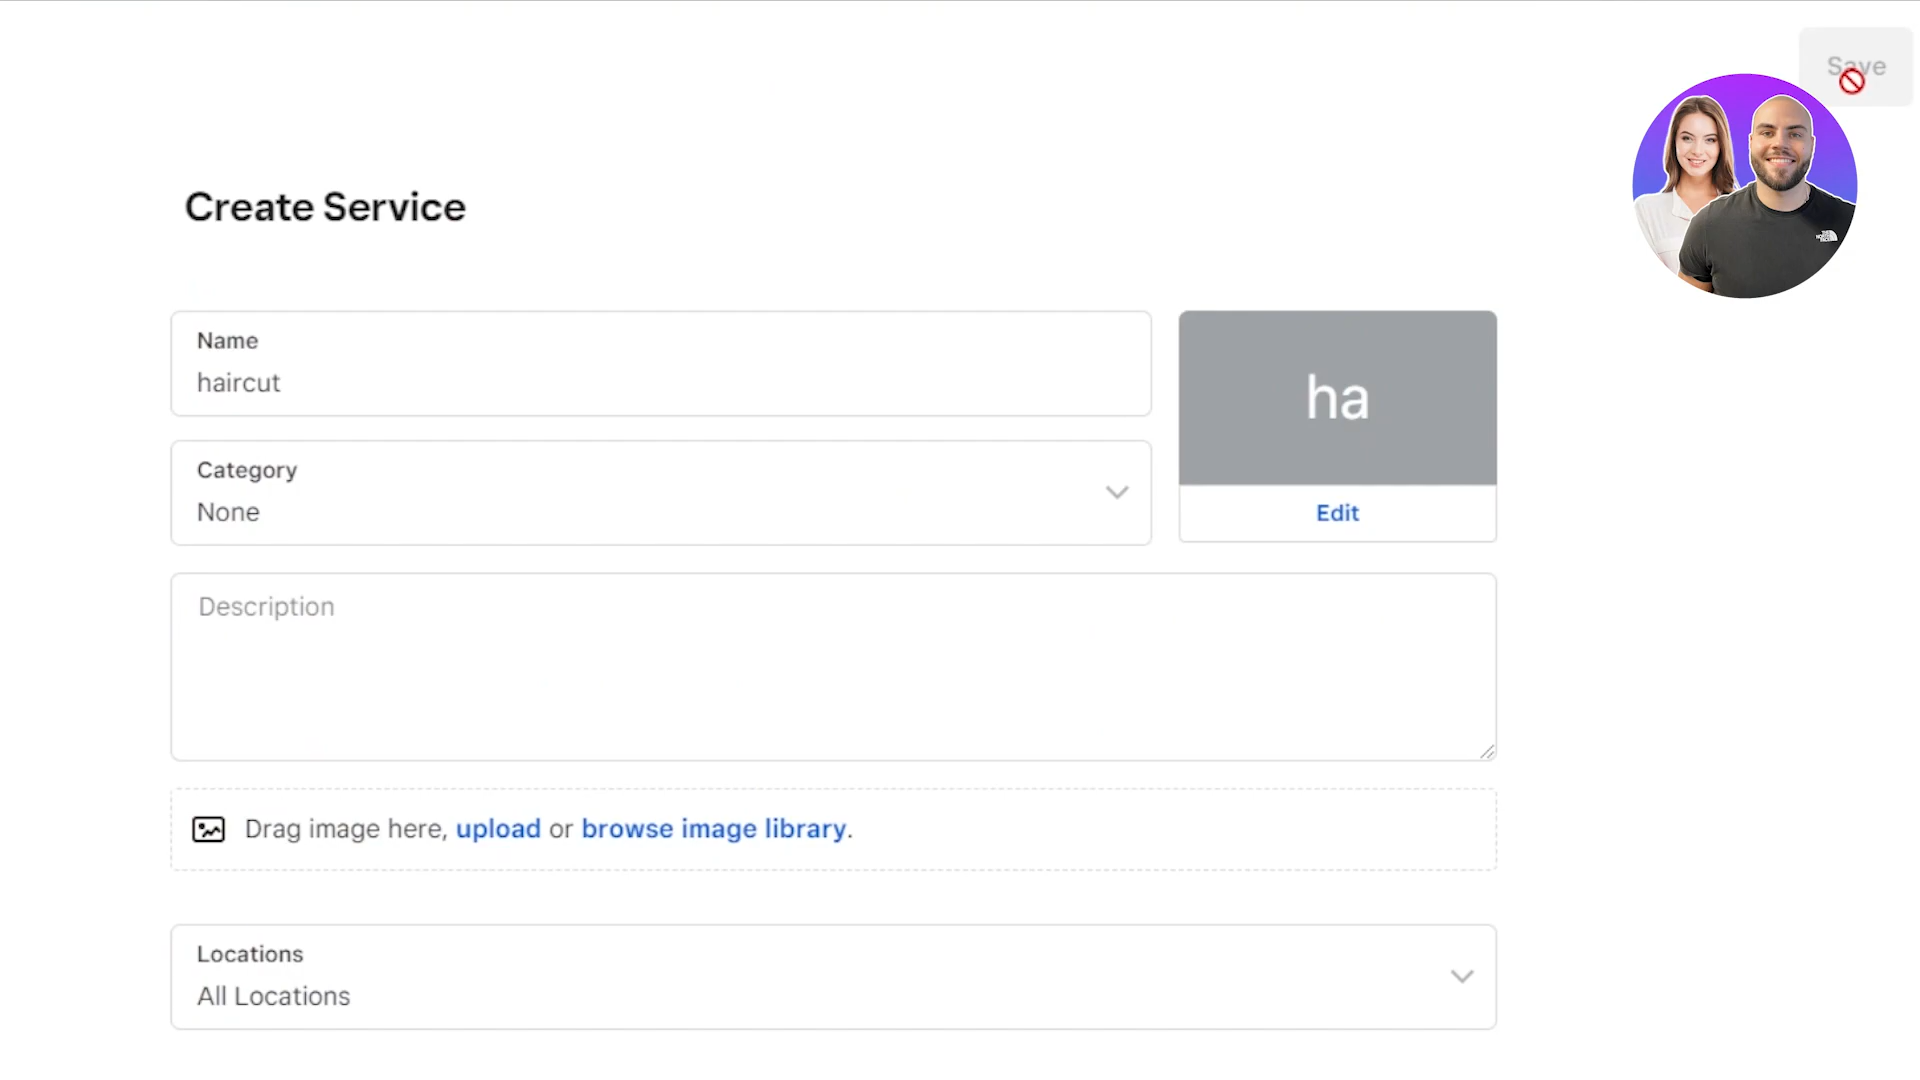 Save
Create Service
Name
haircut
ha
Category
None
Edit
Description
Drag image here, upload or browse image library.
Locations
All Locations